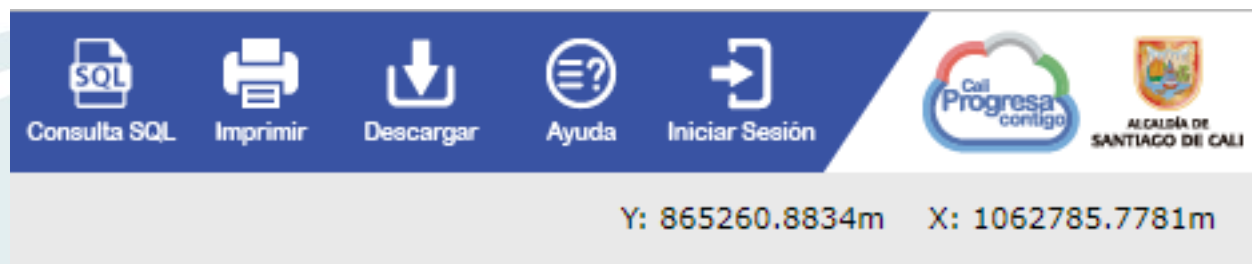 SQL
Consulta SQL
Imprimir
Descargar
?
Ayuda
Iniciar Sesión
Cali
Progresa
contigo
ALCALDÍA DE
SANTIAGO DE CALI
Y: 865260.8834m X: 1062785.7781m